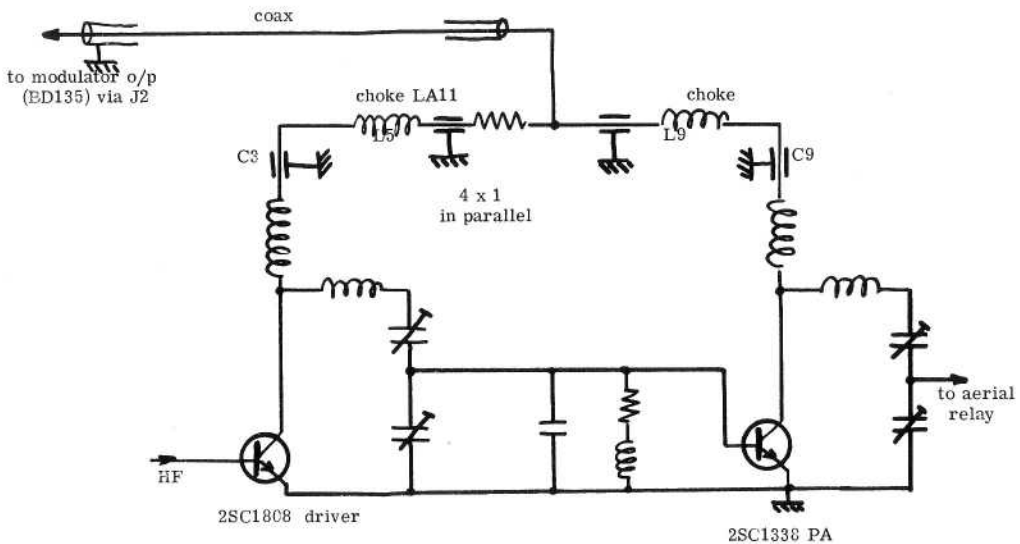 coax
to modulator o/p
(BD135) via J2
choke LA11
choke
L5
L9
C3
C9
4 x 1
in parallel
to aerial
relay
HF
2SC1808 driver
2SC1338 PA